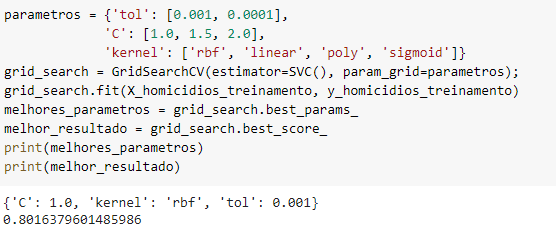 parametros = {'tol': [0.001, 0.0001],
'C': [1.0, 1.5, 2.0],
'kernel': ['rbf', 'linear', 'poly', 'sigmoid']}
grid_search = GridSearchCV(estimator=SVC(), param_grid=parametros);
grid_search.fit(X_homicidios_treinamento, y_homicidios_treinamento)
melhores_parametros = grid_search.best_params_
melhor_resultado = grid_search.best_score_
print(melhores_parametros)
print(melhor_resultado)
{'C': 1.0, 'kernel': 'rbf', 'tol': 0.001}
0.8016379601485986